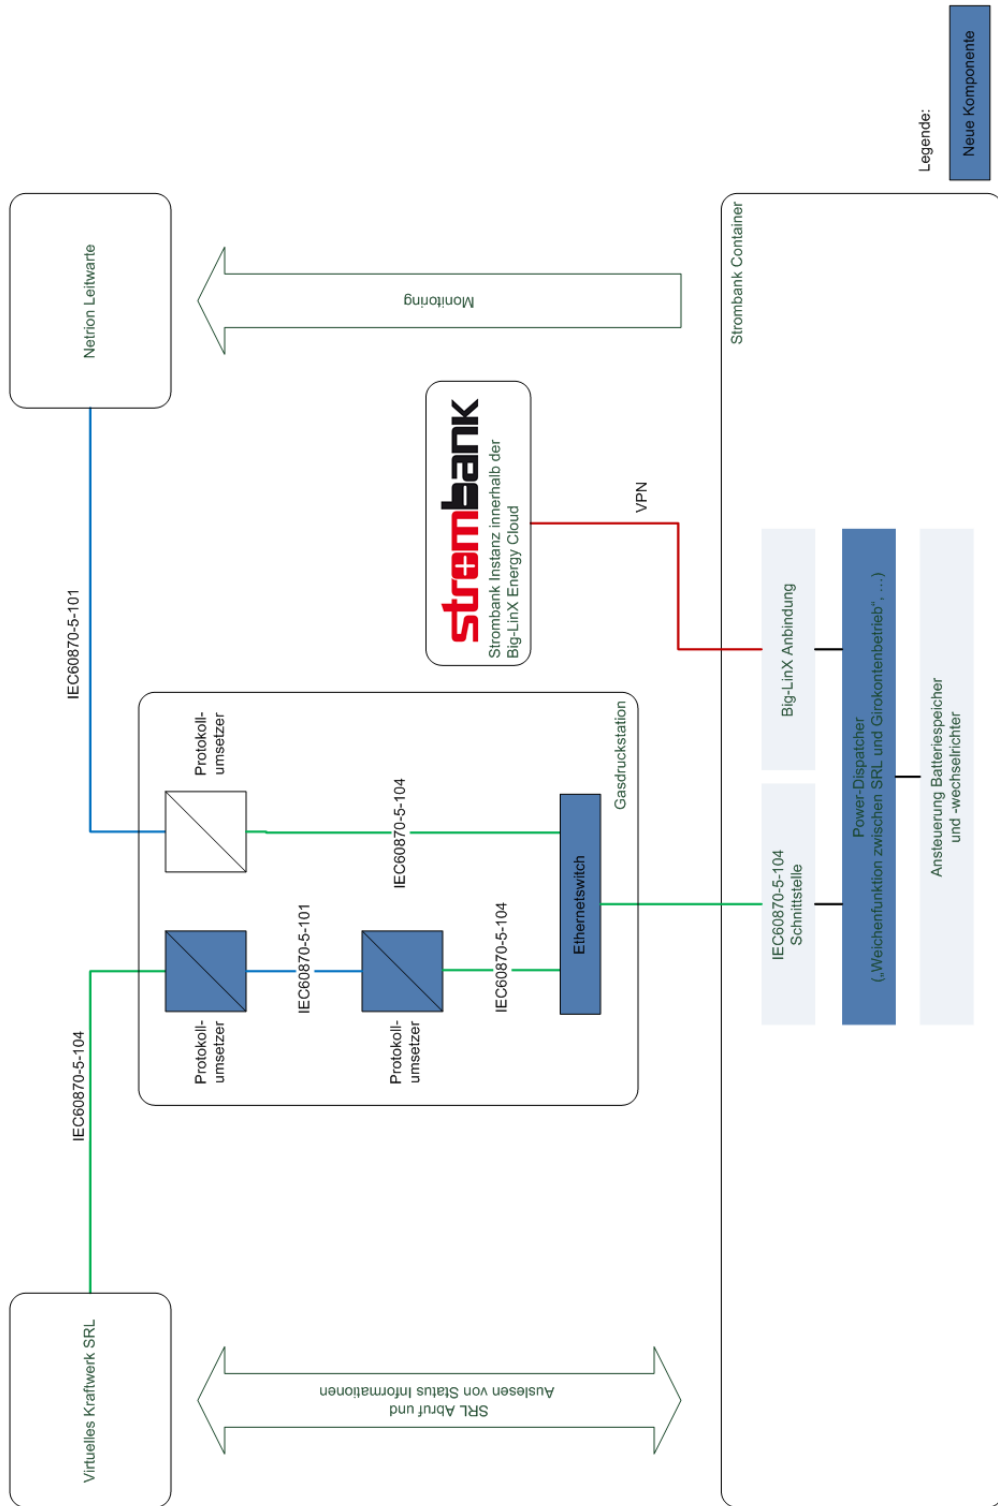 Virtuelles Kraftwerk SRL
Netrion Leitwarte
IEC60870-5-104
IEC60870-5-101
SRL Abruf und
Auslesen von Status Informationen
Monitoring
Protokoll-
umsetzer
Protokoll-
umsetzer
IEC60870-5-101
Protokoll-
umsetzer
IEC60870-5-104
IEC60870-5-104
Ethernetswitch
Gasdruckstation
strombank
Strombank Instanz innerhalb der
Big-LinX Energy Cloud
VPN
Strombank Container
IEC60870-5-104
Schnittstelle
Big-LinX Anbindung
Power-Dispatcher
(„Weichenfunktion zwischen SRL und Girokontenbetrieb“, …)
Ansteuerung Batteriespeicher
und -wechselrichter
Legende:
Neue Komponente